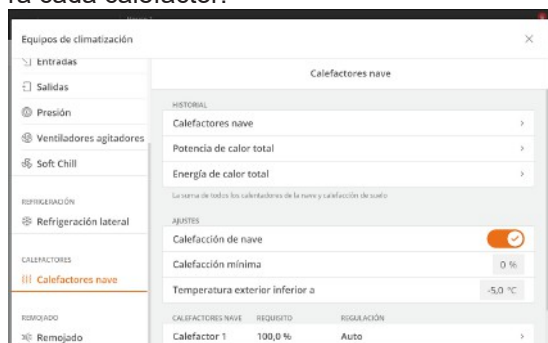 ra cada calefactor.
Equipos de climatización
Entradas
Salidas
Presión
Ventiladores agitadores
Soft Chill
REFRIGERACIÓN
Refrigeración lateral
CALEFACTORES
Calefactores nave
REMOJADO
Remojado
Calefactores nave
HISTORIAL
Calefactores nave
Potencia de calor total
Energía de calor total
La suma de todos los calentadores de la nave y calefacción de suelo
AJUSTES
Calefacción de nave
Calefacción mínima 0 %
Temperatura exterior inferior a -5,0 °C
CALEFACTORES NAVE REQUISITO REGULACIÓN
Calefactor 1 100,0 % Auto